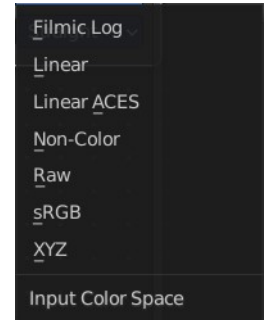 Filmic Log
Linear
Linear ACES
Non-Color
Raw
sRGB
XYZ
Input Color Space